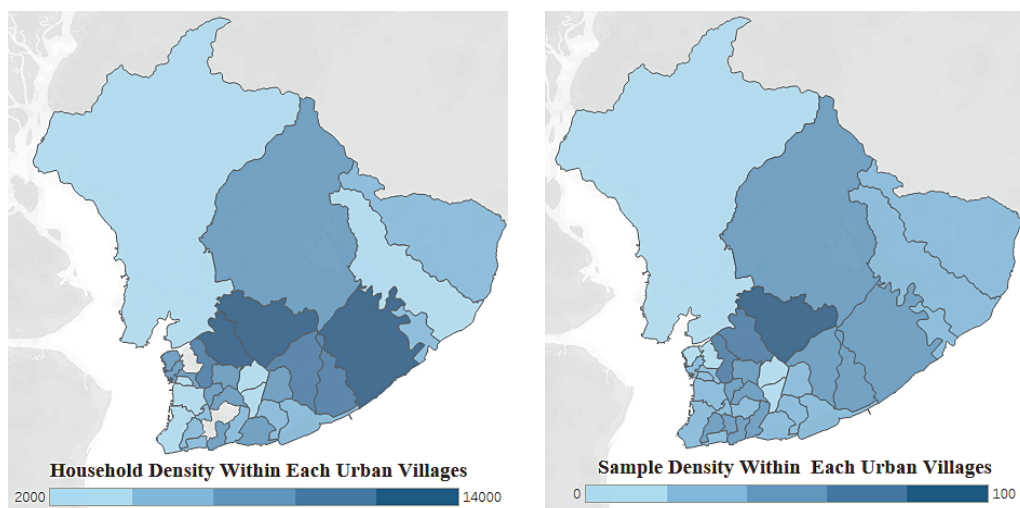 Household Density Within Each Urban Villages
2000 14000
Sample Density Within Each Urban Villages
0 100